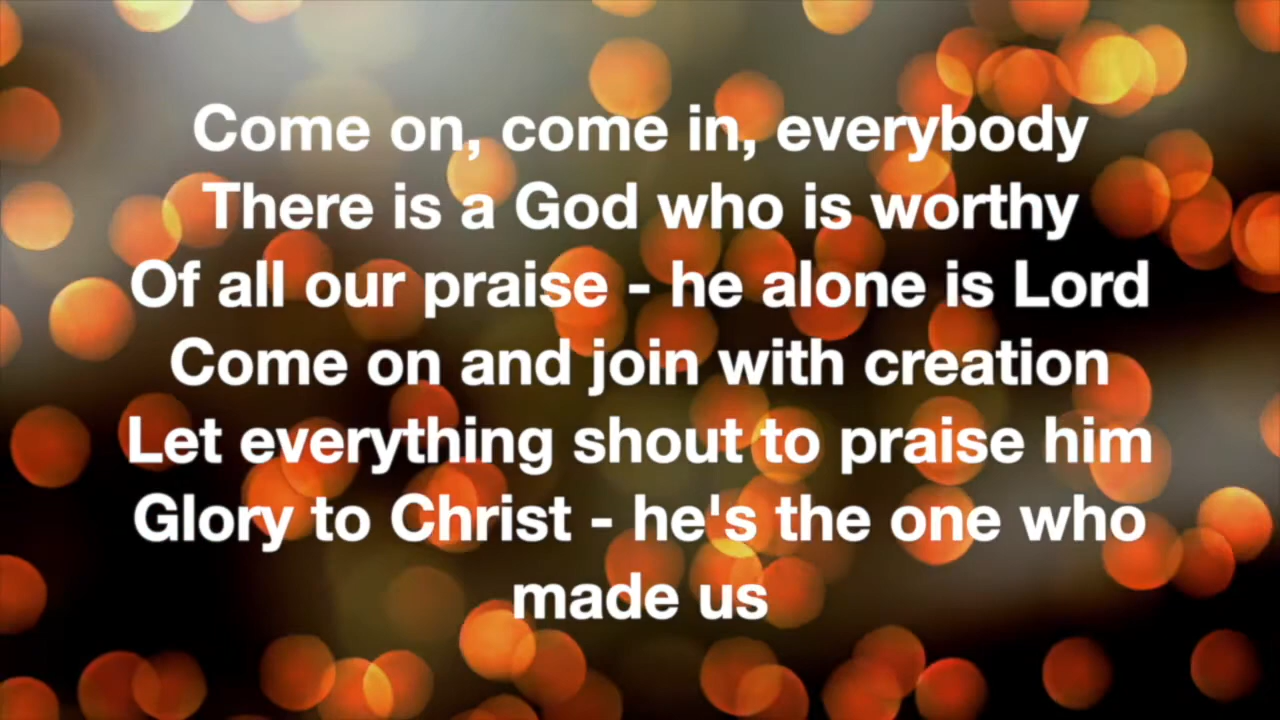 Come on, come in, everybody
There is a God who is worthy
Of all our praise - he alone is Lord
Come on and join with creation
Let everything shout to praise him
Glory to Christ - he's the one who
made us